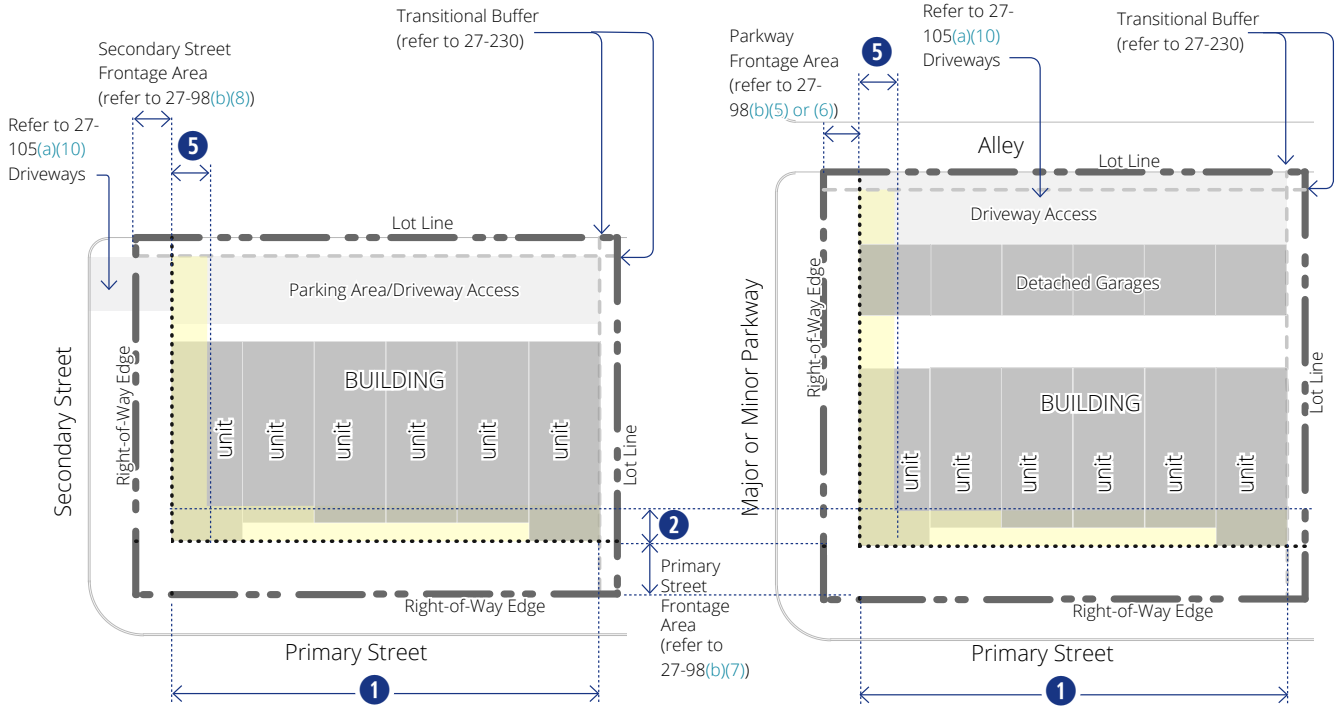 Transitional Buffer
(refer to 27-230)
Secondary Street
Frontage Area
(refer to 27-98(b)(8))
Refer to 27-
105(a)(10)
Driveways
5
Lot Line
Parking Area/Driveway Access
BUILDING
unit
unit
unit
unit
unit
unit
Secondary Street
Right-of-Way Edge
Lot Line
Right-of-Way Edge
Primary Street
1
2
Primary
Street
Frontage
Area
(refer to
27-98(b)(7))
Parkway
Frontage Area
(refer to 27-
98(b)(5) or (6))
5
Refer to 27-
105(a)(10)
Driveways
Transitional Buffer
(refer to 27-230)
Alley
Lot Line
Driveway Access
Detached Garages
BUILDING
unit
unit
unit
unit
unit
unit
Major or Minor Parkway
Right-of-Way Edge
Lot Line
Right-of-Way Edge
Primary Street
1